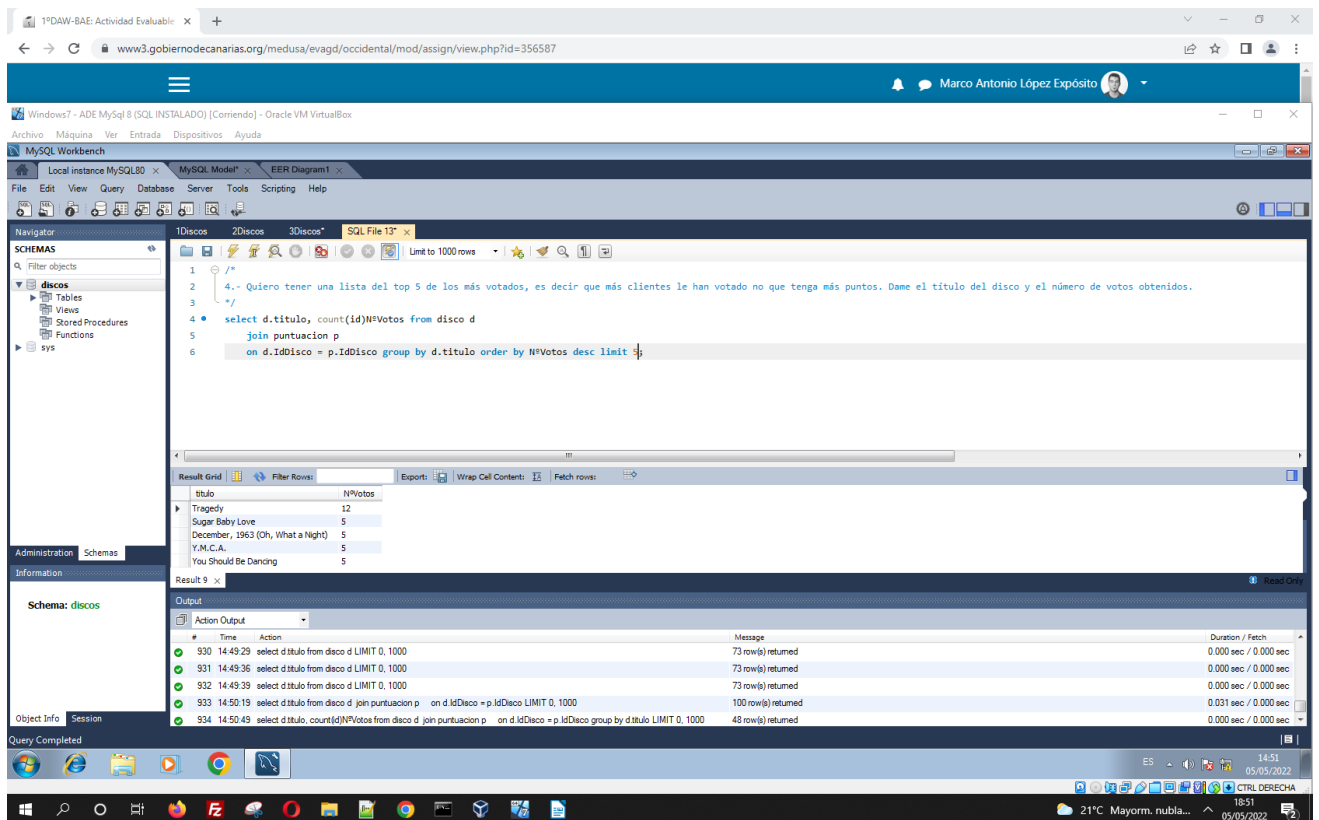 1ºDAW-BAE: Actividad Evaluable
www3.gobiernodecanarias.org/medusa/evagd/occidental/mod/assign/view.php?id=356587
Marco Antonio López Expósito
Windows7 - ADE MySql 8 (SQL INSTALADO) [Corriendo] - Oracle VM VirtualBox
Archivo Máquina Ver Entrada Dispositivos Ayuda
MySQL Workbench
Local instance MySQL80 MySQL Model* EER Diagram1
File Edit View Query Database Server Tools Scripting Help
Navigator
1Discos 2Discos 3Discos* SQL File 13*
SCHEMAS
Limit to 1000 rows
Filter objects
discos
Tables
Views
Stored Procedures
Functions
sys
1 /*
2 4.- Quiero tener una lista del top 5 de los más votados, es decir que más clientes le han votado no que tenga más puntos. Dame el título del disco y el número de votos obtenidos.
3 */
4 select d.titulo, count(id)NºVotos from disco d
5 join puntuacion p
6 on d.IdDisco = p.IdDisco group by d.titulo order by NºVotos desc limit 5;
Result Grid Filter Rows: Export: Wrap Cell Content: Fetch rows:
titulo NºVotos
Tragedy 12
Sugar Baby Love 5
December, 1963 (Oh, What a Night) 5
Y.M.C.A. 5
You Should Be Dancing 5
Administration Schemas
Information
Result 9
Read Only
Schema: discos
Output
Action Output
# Time Action Message Duration / Fetch
930 14:49:29 select d.titulo from disco d LIMIT 0, 1000 73 row(s) returned 0.000 sec / 0.000 sec
931 14:49:36 select d.titulo from disco d LIMIT 0, 1000 73 row(s) returned 0.000 sec / 0.000 sec
932 14:49:39 select d.titulo from disco d LIMIT 0, 1000 73 row(s) returned 0.000 sec / 0.000 sec
933 14:50:19 select d.titulo from disco d join puntuacion p on d.IdDisco = p.IdDisco LIMIT 0, 1000 100 row(s) returned 0.031 sec / 0.000 sec
934 14:50:49 select d.titulo, count(id)NºVotos from disco d join puntuacion p on d.IdDisco = p.IdDisco group by d.titulo LIMIT 0, 1000 48 row(s) returned 0.000 sec / 0.000 sec
Object Info Session
Query Completed
ES
14:51
05/05/2022
CTRL DERECHA
21°C Mayorm. nubla...
18:51
05/05/2022